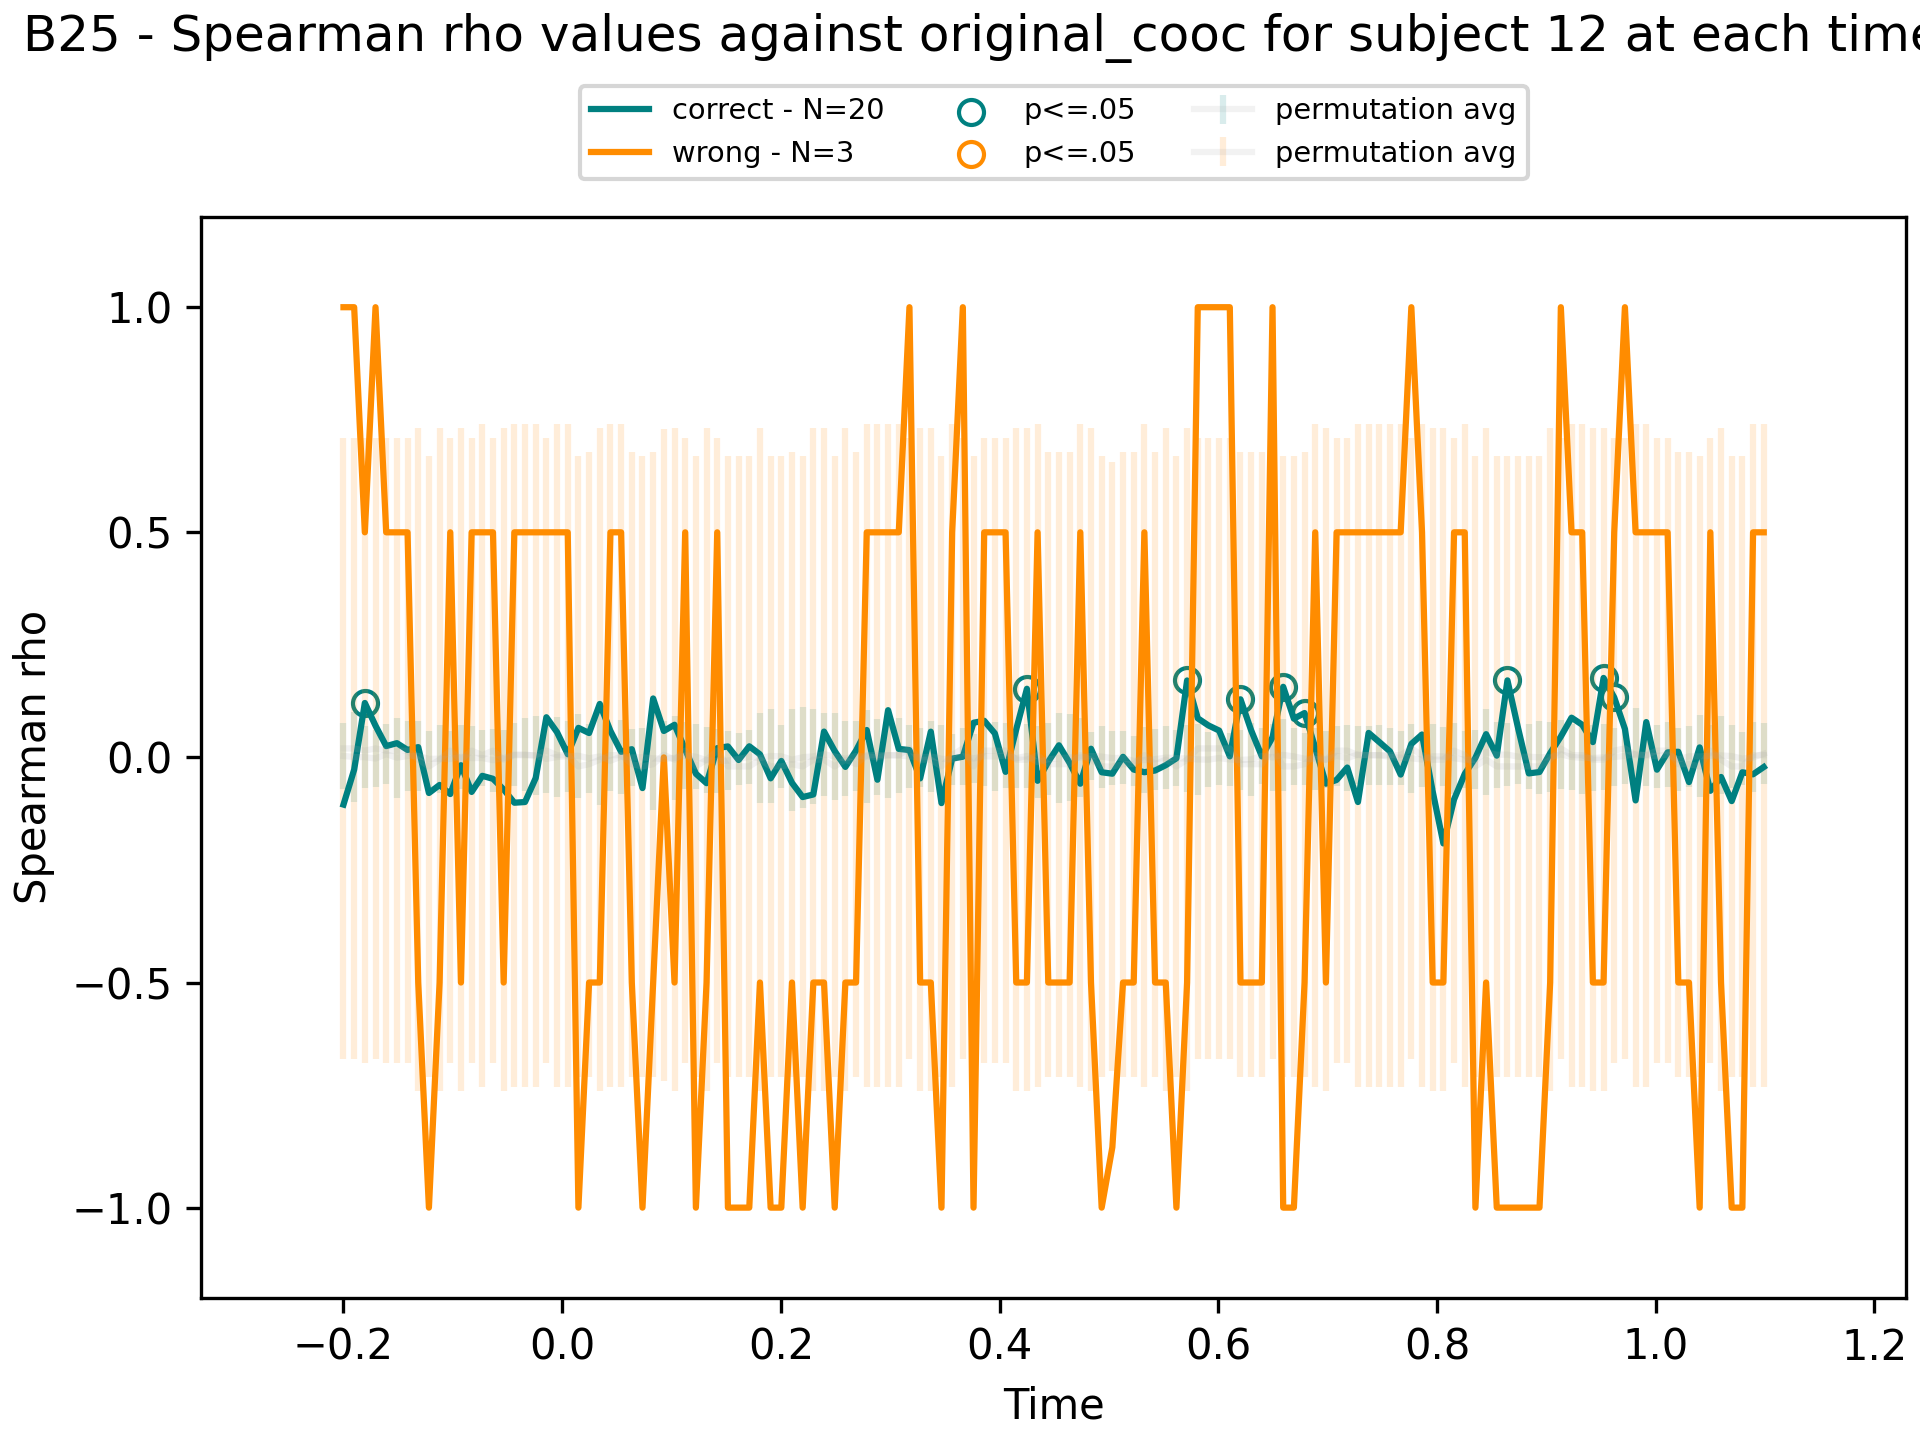 B25 - Spearman rho values against original_cooc for subject 12 at each time
correct - N=20
p<=.05
permutation avg
wrong - N=3
p<=.05
permutation avg
Spearman rho
1.0
0.5
0.0
−0.5
−1.0
−0.2
0.0
0.2
0.4
0.6
0.8
1.0
1.2
Time